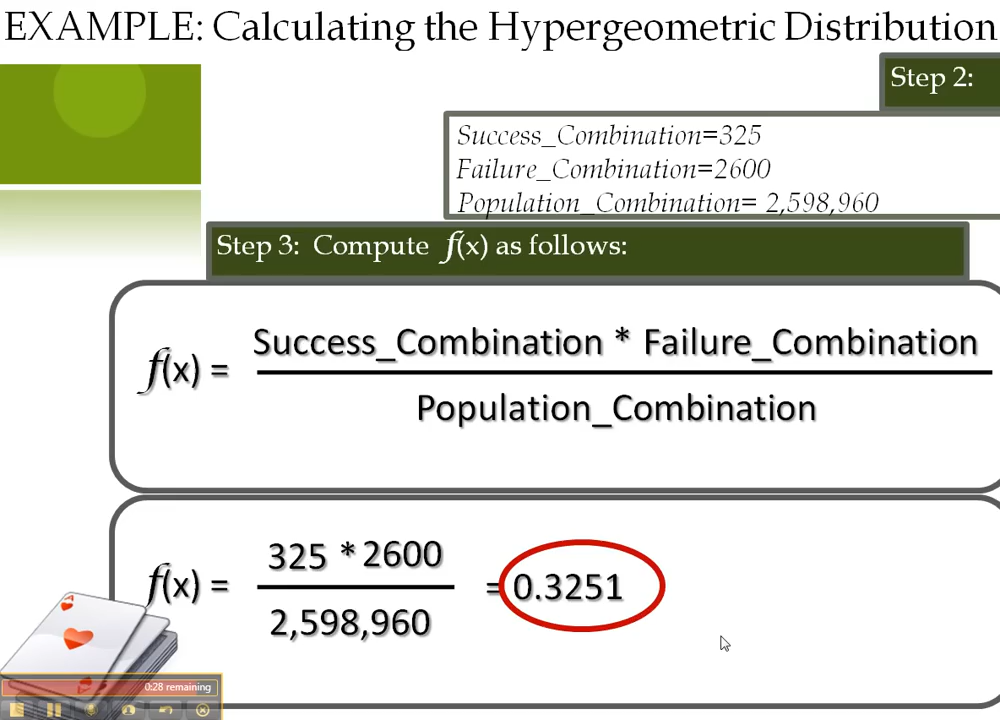 EXAMPLE: Calculating the Hypergeometric Distribution
Step 2:
Success_Combination=325
Failure_Combination=2600
Population_Combination= 2,598,960
Step 3: Compute f(x) as follows:
f(x) = Success_Combination * Failure_Combination
Population_Combination
f(x) = 325 * 2600
2,598,960
= 0.3251
A
0:28 remaining